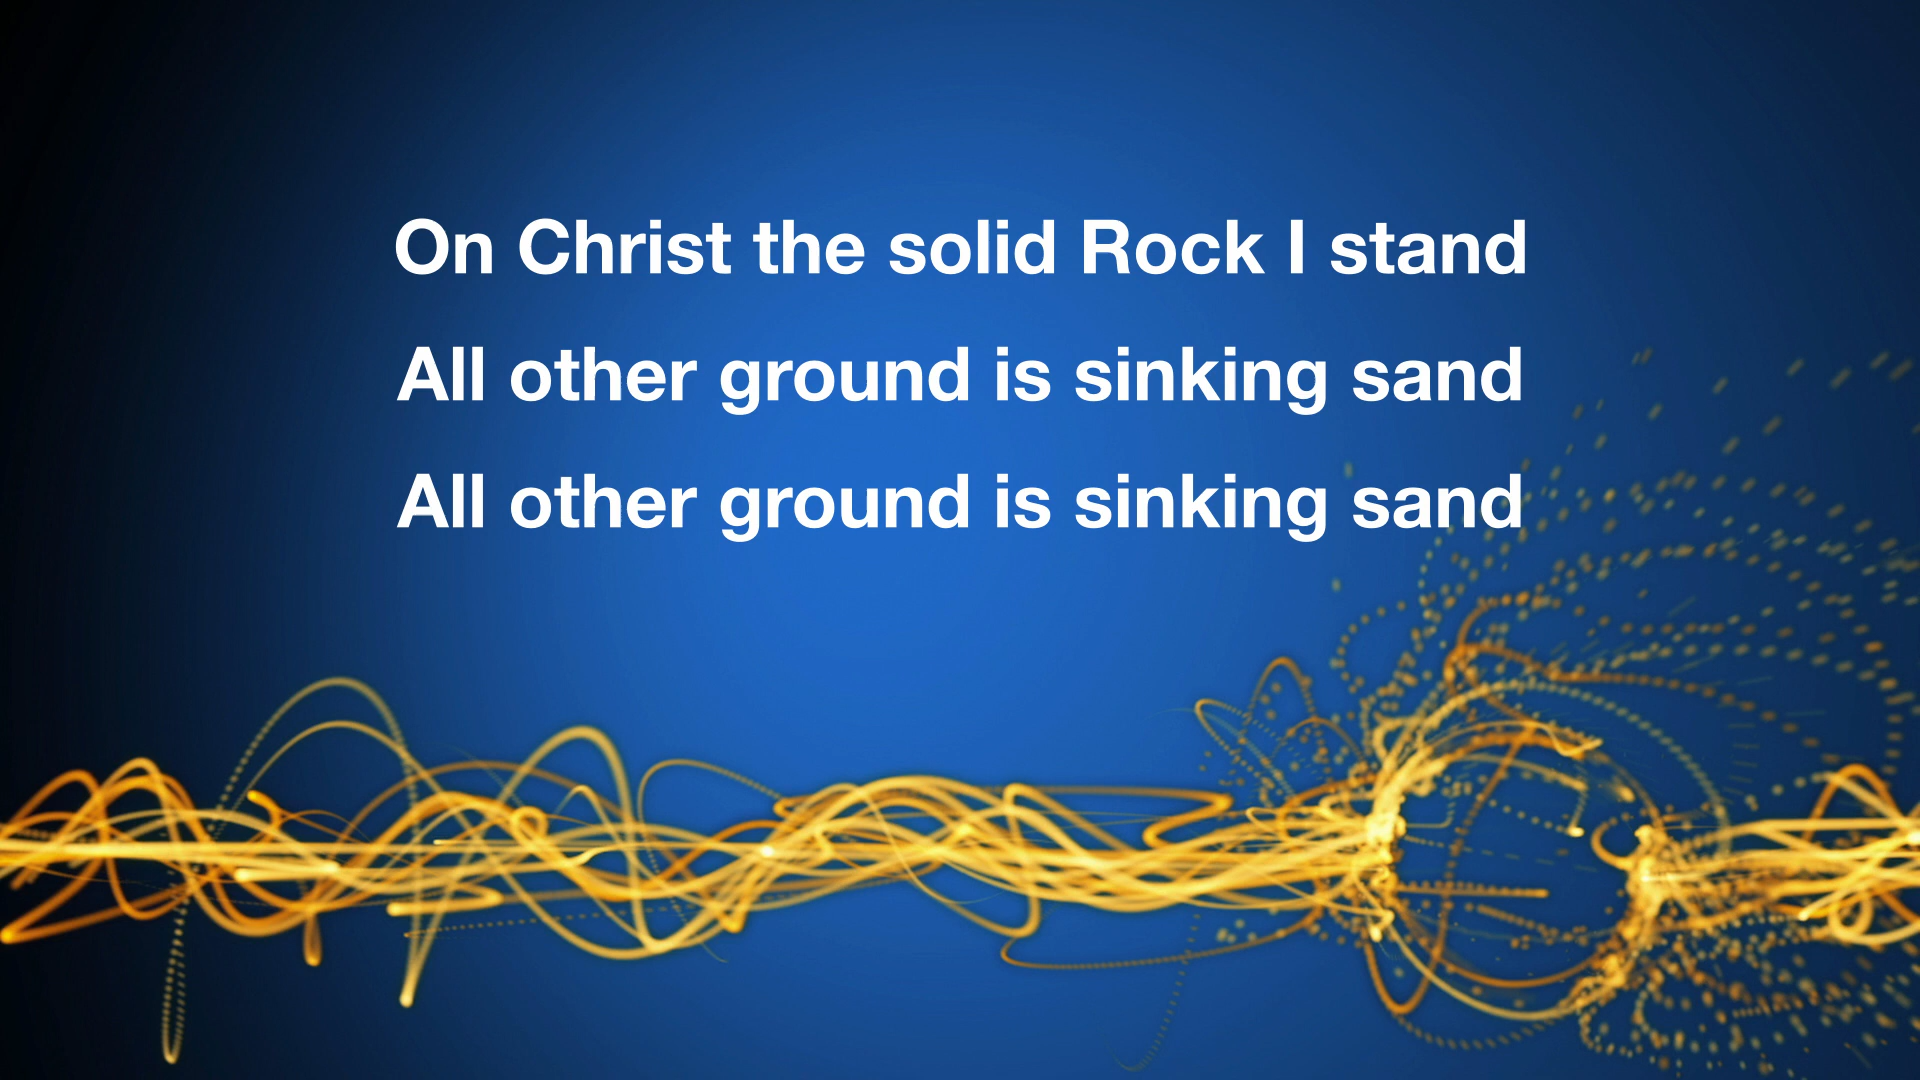 On Christ the solid Rock I stand
All other ground is sinking sand
All other ground is sinking sand